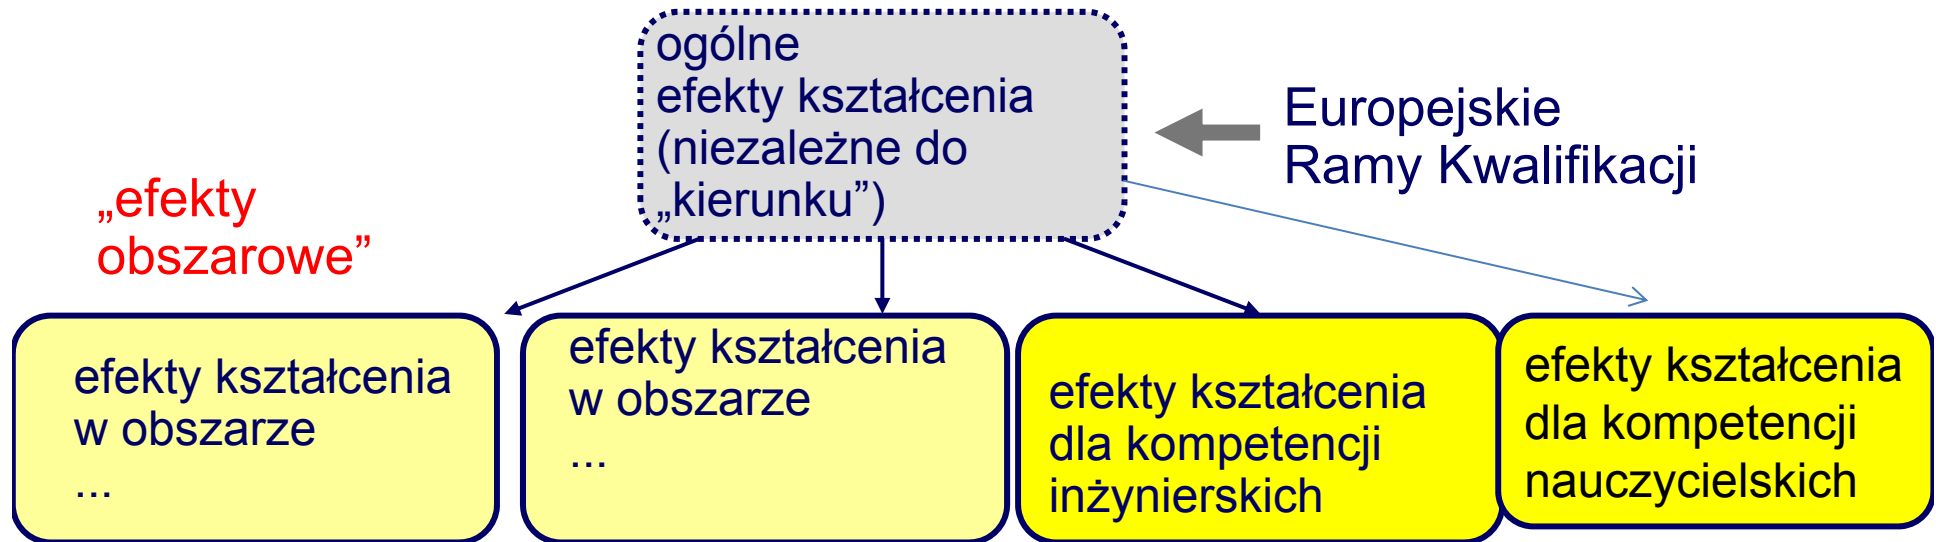 ogólne
efekty kształcenia
(niezależne do
„kierunku”)
Europejskie
Ramy Kwalifikacji
„efekty
obszarowe”
efekty kształcenia
w obszarze
...
efekty kształcenia
w obszarze
...
efekty kształcenia
dla kompetencji
inżynierskich
efekty kształcenia
dla kompetencji
nauczycielskich